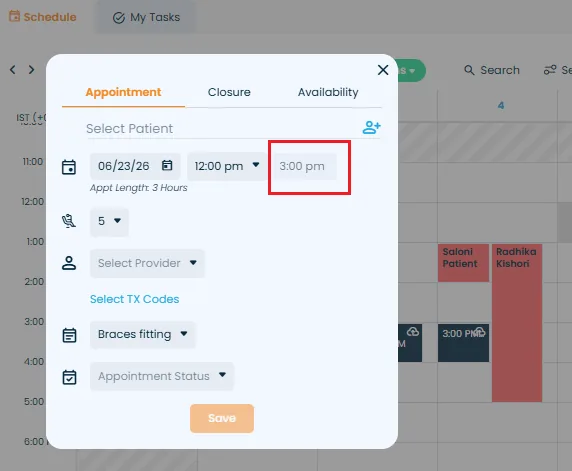 Schedule
My Tasks
Search
Appointment
Closure
Availability
4
Select Patient
11:00
06/23/26
12:00 pm
3:00 pm
Appt Length: 3 Hours
12:00
5
1:00
Saloni
Patient
Radhika
Kishori
Select Provider
2:00
Select TX Codes
3:00
Braces fitting
3:00 PM
M
4:00
Appointment Status
5:00
Save
6:00